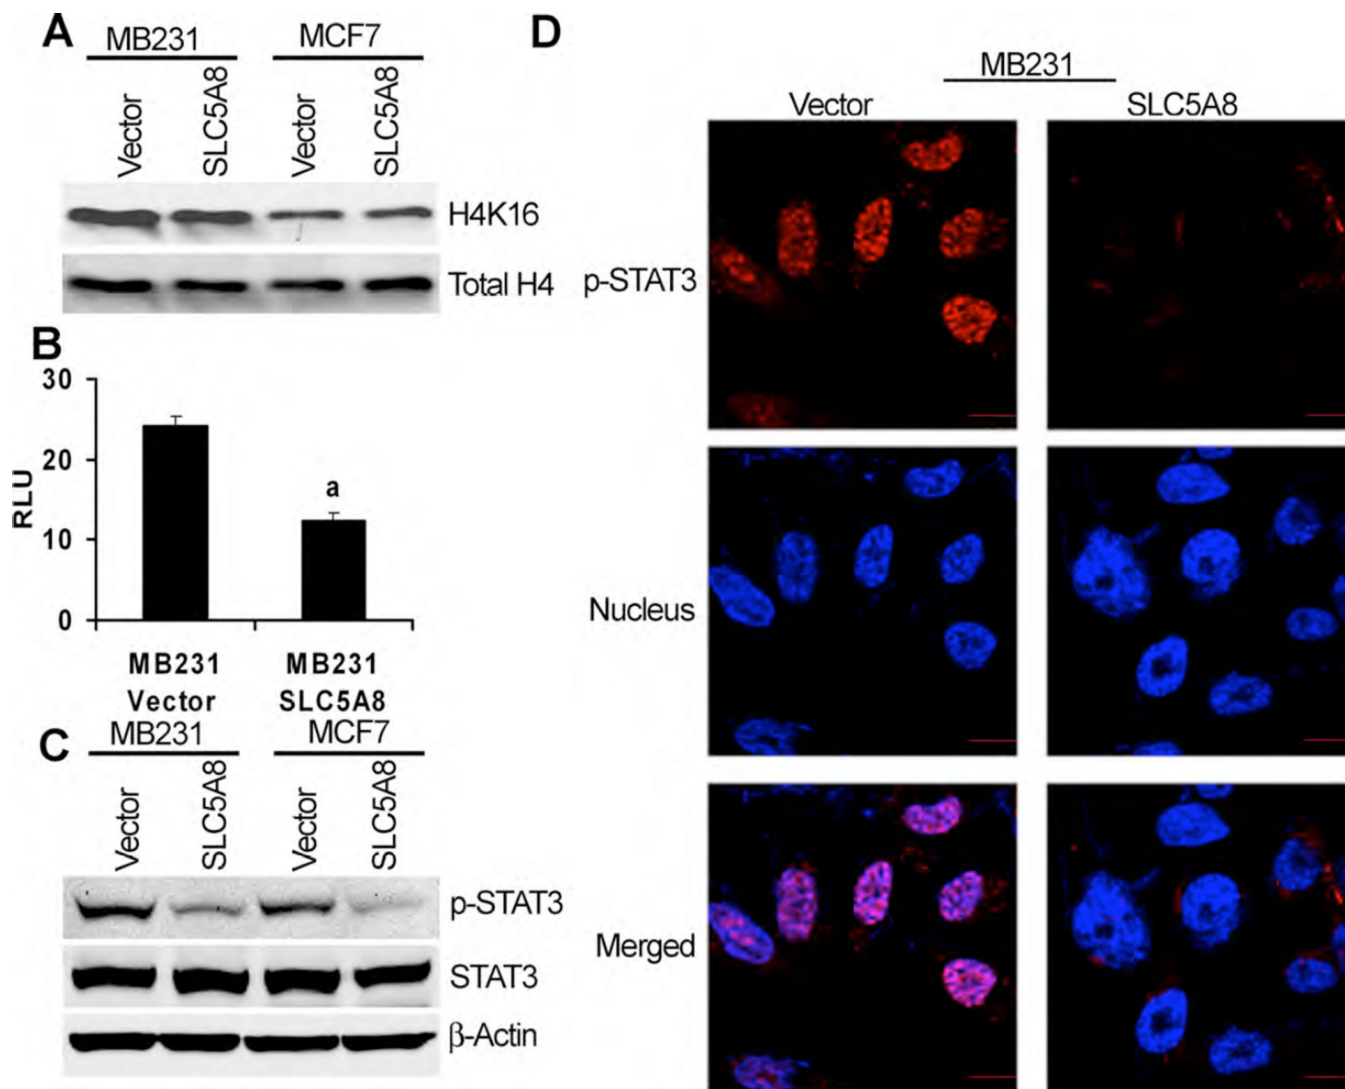 A
MB231
MCF7
Vector
SLC5A8
Vector
SLC5A8
H4K16
Total H4
B
30
20
10
0
RLU
a
MB231
Vector
MB231
SLC5A8
C
MB231
MCF7
Vector
SLC5A8
Vector
SLC5A8
p-STAT3
STAT3
β-Actin
D
MB231
Vector
SLC5A8
p-STAT3
Nucleus
Merged